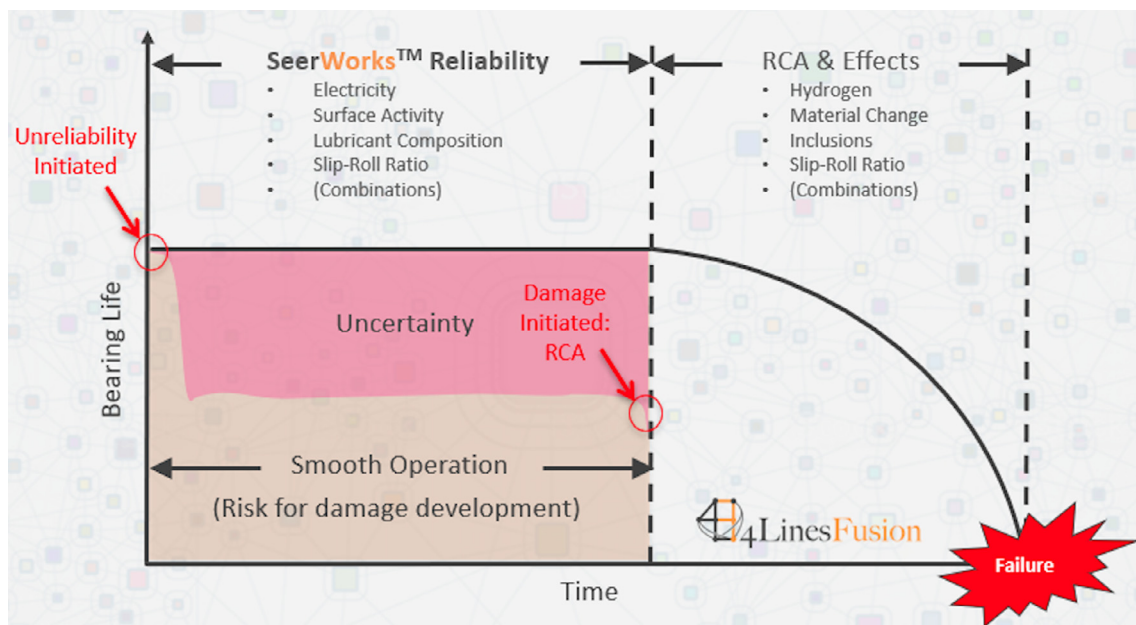 SeerWorks™ Reliability
• Electricity
• Surface Activity
• Lubricant Composition
• Slip-Roll Ratio
• (Combinations)
RCA & Effects
• Hydrogen
• Material Change
• Inclusions
• Slip-Roll Ratio
• (Combinations)
Unreliability
Initiated
Bearing Life
Uncertainty
Damage
Initiated:
RCA
Smooth Operation
(Risk for damage development)
4LinesFusion
Failure
Time